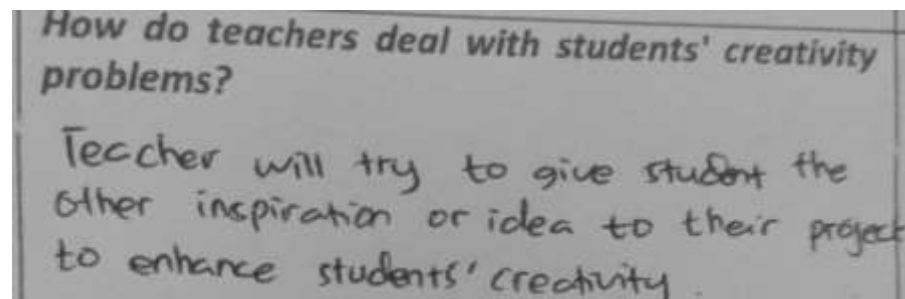 How do teachers deal with students' creativity
problems?
Teacher will try to give student the
other inspiration or idea to their project
to enhance students' creativity.